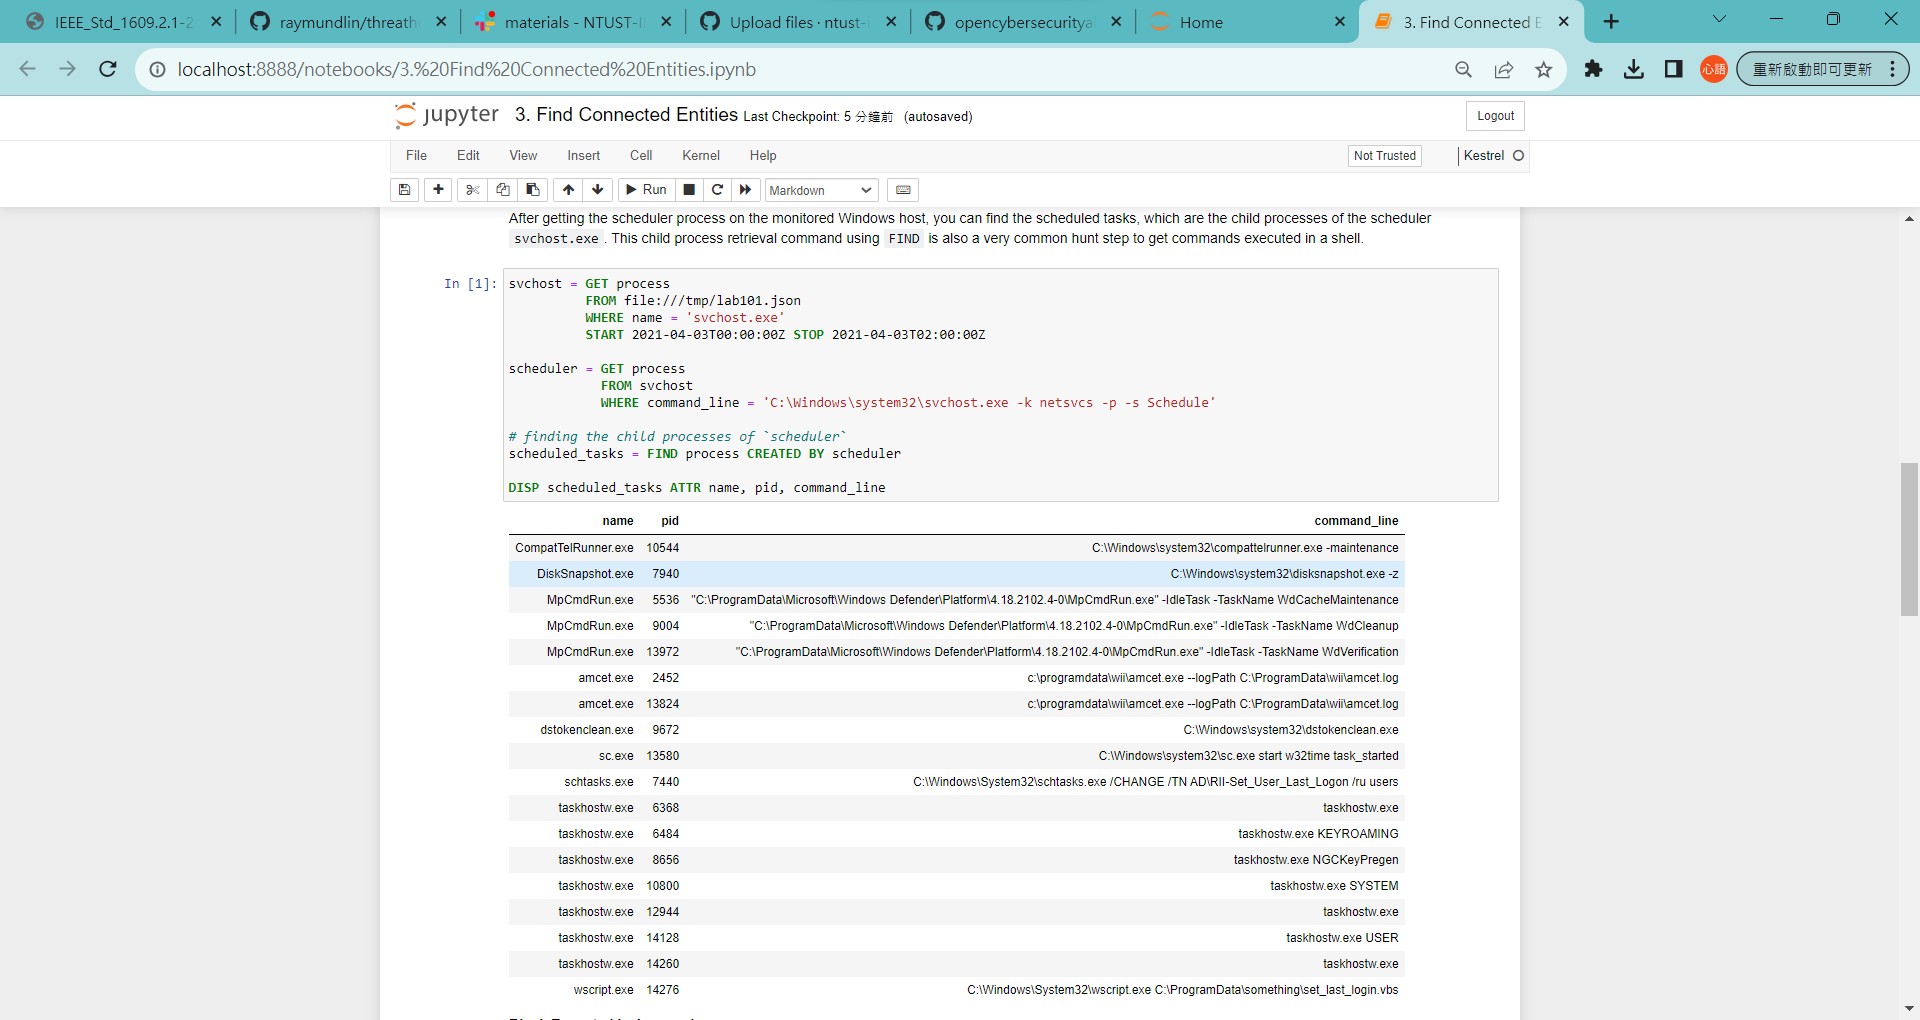 IEEE_Std_1609.2.1-2
raymundlin/threath
materials - NTUST-I
Upload files · ntust-i
opencybersecuritya
Home
3. Find Connected E
localhost:8888/notebooks/3.%20Find%20Connected%20Entities.ipynb
心語
重新啟動即可更新
jupyter 3. Find Connected Entities Last Checkpoint: 5 分鐘前 (autosaved)
Logout
File Edit View Insert Cell Kernel Help
Not Trusted
Kestrel
Run
Markdown
After getting the scheduler process on the monitored Windows host, you can find the scheduled tasks, which are the child processes of the scheduler
svchost.exe . This child process retrieval command using FIND is also a very common hunt step to get commands executed in a shell.
In [1]: svchost = GET process
FROM file:///tmp/lab101.json
WHERE name = 'svchost.exe'
START 2021-04-03T00:00:00Z STOP 2021-04-03T02:00:00Z
scheduler = GET process
FROM svchost
WHERE command_line = 'C:\Windows\system32\svchost.exe -k netsvcs -p -s Schedule'
# finding the child processes of `scheduler`
scheduled_tasks = FIND process CREATED BY scheduler
DISP scheduled_tasks ATTR name, pid, command_line
name pid command_line
CompatTelRunner.exe 10544 C:\Windows\system32\compattelrunner.exe -maintenance
DiskSnapshot.exe 7940 C:\Windows\system32\disksnapshot.exe -z
MpCmdRun.exe 5536 "C:\ProgramData\Microsoft\Windows Defender\Platform\4.18.2102.4-0\MpCmdRun.exe" -IdleTask -TaskName WdCacheMaintenance
MpCmdRun.exe 9004 "C:\ProgramData\Microsoft\Windows Defender\Platform\4.18.2102.4-0\MpCmdRun.exe" -IdleTask -TaskName WdCleanup
MpCmdRun.exe 13972 "C:\ProgramData\Microsoft\Windows Defender\Platform\4.18.2102.4-0\MpCmdRun.exe" -IdleTask -TaskName WdVerification
amcet.exe 2452 c:\programdata\wii\amcet.exe --logPath C:\ProgramData\wii\amcet.log
amcet.exe 13824 c:\programdata\wii\amcet.exe --logPath C:\ProgramData\wii\amcet.log
dstokenclean.exe 9672 C:\Windows\system32\dstokenclean.exe
sc.exe 13580 C:\Windows\system32\sc.exe start w32time task_started
schtasks.exe 7440 C:\Windows\System32\schtasks.exe /CHANGE /TN AD\RII-Set_User_Last_Logon /ru users
taskhostw.exe 6368 taskhostw.exe
taskhostw.exe 6484 taskhostw.exe KEYROAMING
taskhostw.exe 8656 taskhostw.exe NGCKeyPregen
taskhostw.exe 10800 taskhostw.exe SYSTEM
taskhostw.exe 12944 taskhostw.exe
taskhostw.exe 14128 taskhostw.exe USER
taskhostw.exe 14260 taskhostw.exe
wscript.exe 14276 C:\Windows\System32\wscript.exe C:\ProgramData\something\set_last_login.vbs